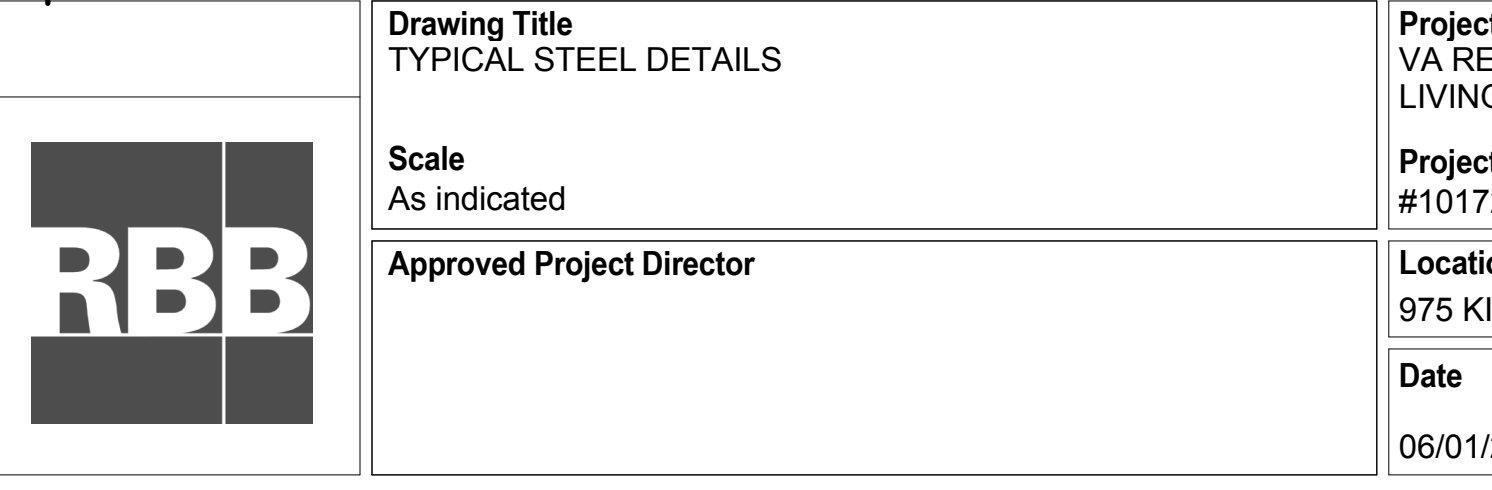 RBB
Drawing Title
TYPICAL STEEL DETAILS
Scale
As indicated
Approved Project Director
Project
VA RE
LIVING
Project
#1017
Location
975 KI
Date
06/01/